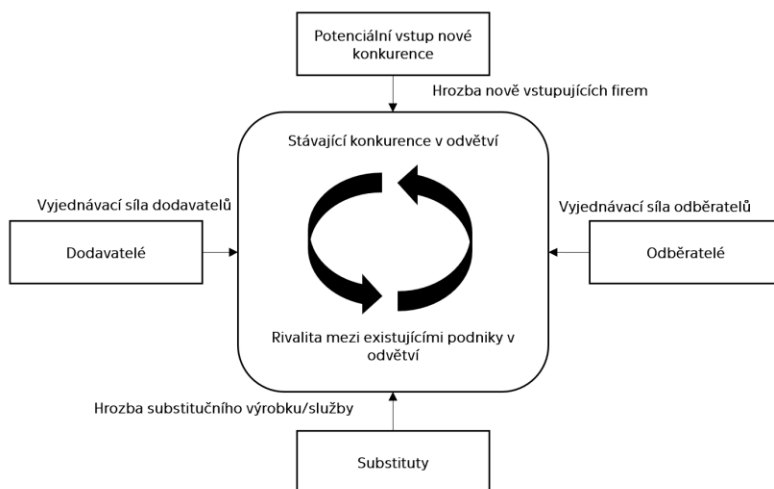 Potenciální vstup nové
konkurence
Hrozba nově vstupujících firem
Stávající konkurence v odvětví
Vyjednávací síla dodavatelů
Vyjednávací síla odběratelů
Dodavatelé
Odběratelé
Rivalita mezi existujícími podniky v
odvětví
Hrozba substitučního výrobku/služby
Substituty